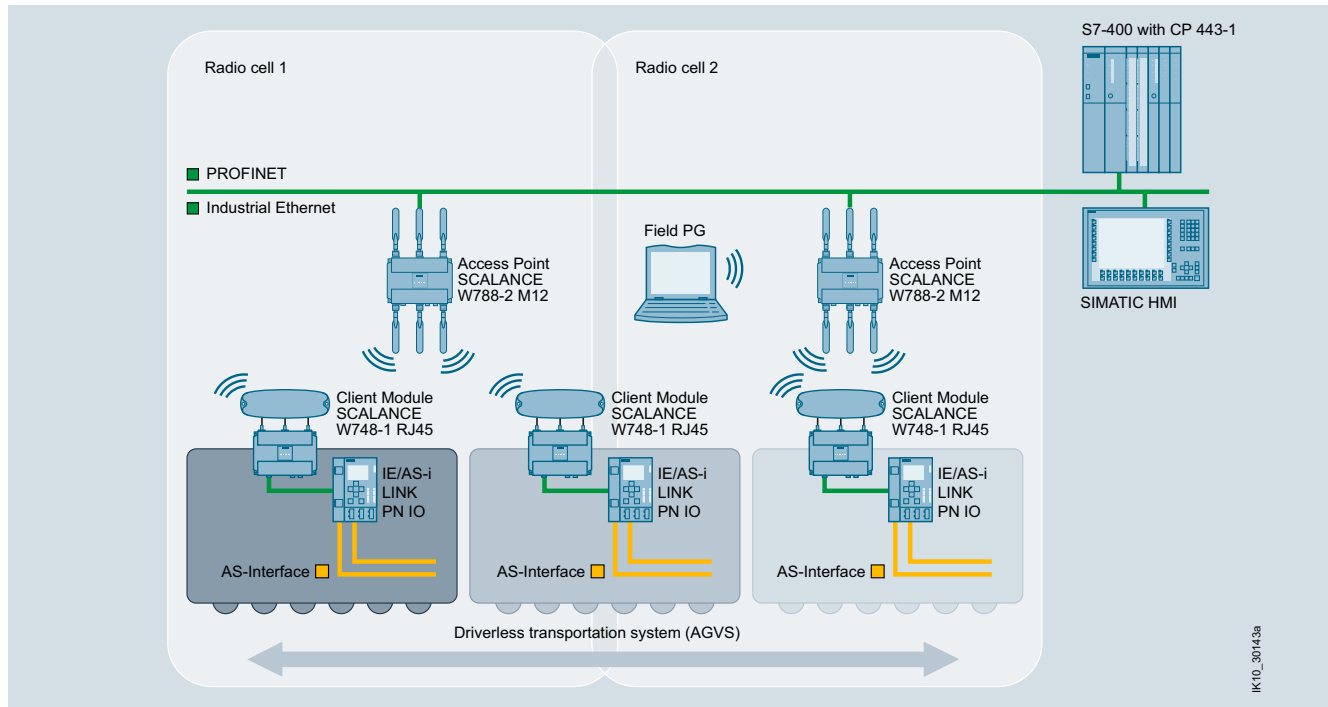 S7-400 with CP 443-1
Radio cell 1
Radio cell 2
PROFINET
Industrial Ethernet
Access Point
SCALANCE
W788-2 M12
Field PG
Access Point
SCALANCE
W788-2 M12
SIMATIC HMI
Client Module
SCALANCE
W748-1 RJ45
IE/AS-i
LINK
PN IO
AS-Interface
Client Module
SCALANCE
W748-1 RJ45
IE/AS-i
LINK
PN IO
AS-Interface
Client Module
SCALANCE
W748-1 RJ45
IE/AS-i
LINK
PN IO
AS-Interface
Driverless transportation system (AGVS)
IK10_30143a